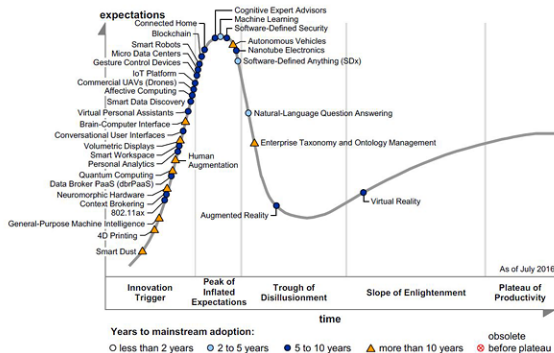 expectations
Cognitive Expert Advisors
Machine Learning
Software-Defined Security
Connected Home
Blockchain
Smart Robots
Micro Data Centers
Gesture Control Devices
IoT Platform
Commercial UAVs (Drones)
Affective Computing
Smart Data Discovery
Virtual Personal Assistants
Brain-Computer Interface
Conversational User Interfaces
Volumetric Displays
Smart Workspace
Personal Analytics
Quantum Computing
Data Broker PaaS (dbrPaaS)
Neuromorphic Hardware
Context Brokering
802.11ax
General-Purpose Machine Intelligence
4D Printing
Smart Dust
Human
Augmentation
Autonomous Vehicles
Nanotube Electronics
Software-Defined Anything (SDx)
Natural-Language Question Answering
Enterprise Taxonomy and Ontology Management
Augmented Reality
Virtual Reality
As of July 2016
Innovation
Trigger
Peak of
Inflated
Expectations
Trough of
Disillusionment
Slope of Enlightenment
Plateau of
Productivity
time
Years to mainstream adoption:
less than 2 years
2 to 5 years
5 to 10 years
more than 10 years
obsolete
before plateau